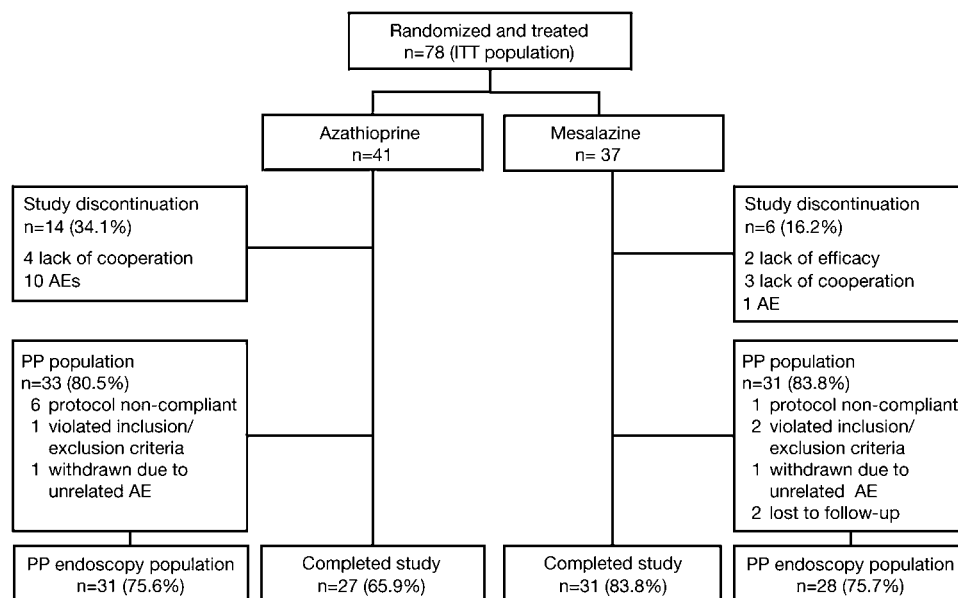 Randomized and treated
n=78 (ITT population)
Azathioprine
n=41
Mesalazine
n= 37
Study discontinuation
n=14 (34.1%)
4 lack of cooperation
10 AEs
Study discontinuation
n=6 (16.2%)
2 lack of efficacy
3 lack of cooperation
1 AE
PP population
n=33 (80.5%)
6 protocol non-compliant
1 violated inclusion/
exclusion criteria
1 withdrawn due to
unrelated AE
PP population
n=31 (83.8%)
1 protocol non-compliant
2 violated inclusion/
exclusion criteria
1 withdrawn due to
unrelated AE
2 lost to follow-up
PP endoscopy population
n=31 (75.6%)
Completed study
n=27 (65.9%)
Completed study
n=31 (83.8%)
PP endoscopy population
n=28 (75.7%)